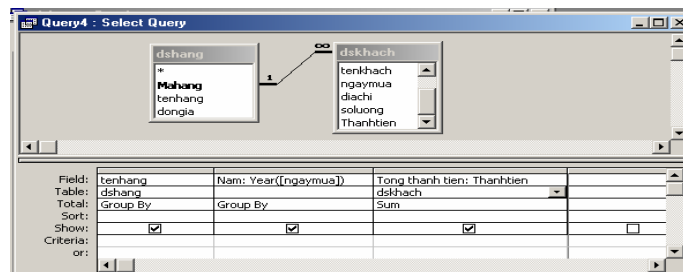 Query4 : Select Query
dshang
*
Mahang
tenhang
dongia
1
∞
dskhach
tenkhach
ngaymua
diachi
soluong
Thanhtien
Field: tenhang Nam: Year([ngaymua]) Tong thanh tien: Thanhtien
Table: dshang dskhach
Total: Group By Group By Sum
Sort:
Show:
Criteria:
or: